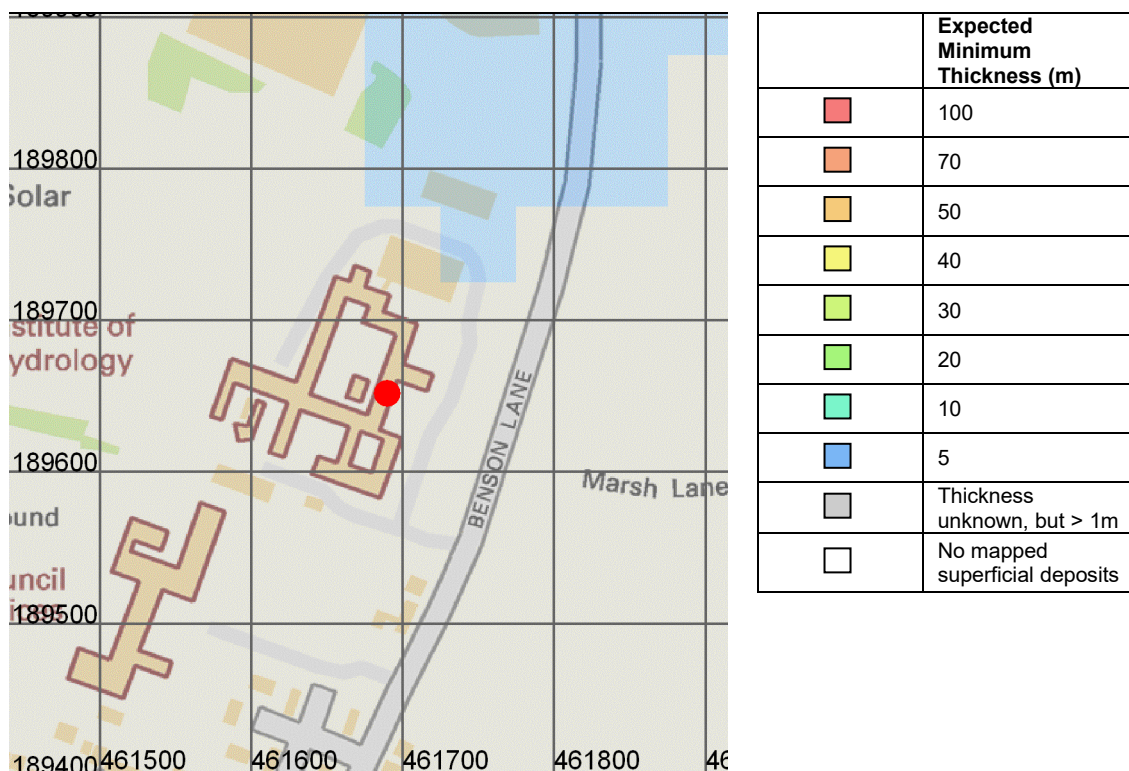 189800
Solar
189700
stitute of
ydrology
189600
BENSON LANE
Marsh Lane
ound
uncil
189500
189400
461500
461600
461700
461800
46
Expected
Minimum
Thickness (m)
100
70
50
40
30
20
10
5
Thickness
unknown, but > 1m
No mapped
superficial deposits